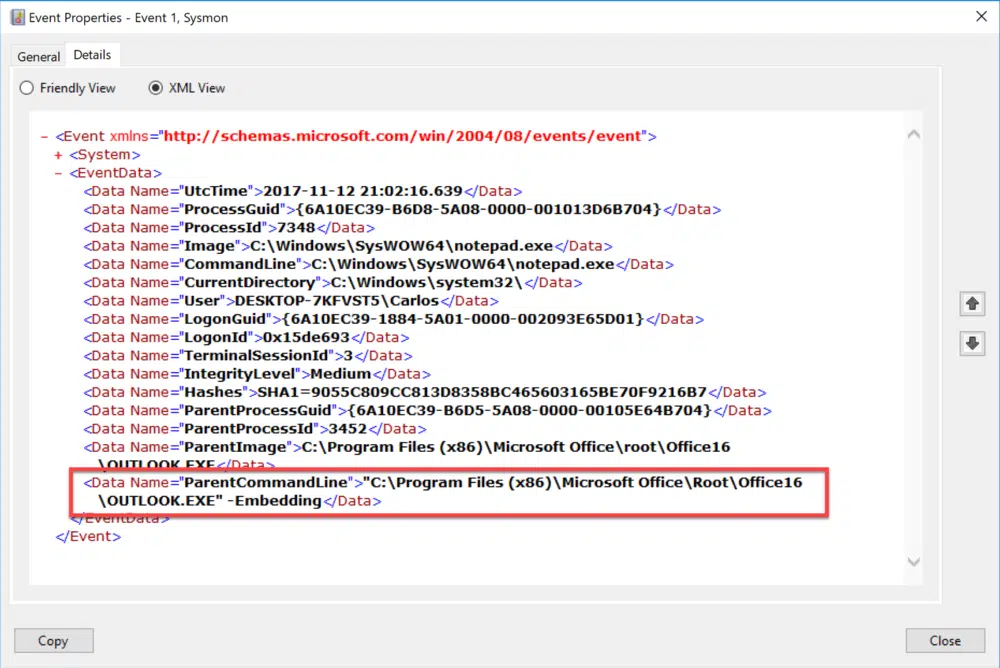 Event Properties - Event 1, Sysmon
General Details
Friendly View XML View
- <Event xmlns="http://schemas.microsoft.com/win/2004/08/events/event">
+ <System>
- <EventData>
<Data Name="UtcTime">2017-11-12 21:02:16.639</Data>
<Data Name="ProcessGuid">{6A10EC39-B6D8-5A08-0000-001013D6B704}</Data>
<Data Name="ProcessId">7348</Data>
<Data Name="Image">C:\Windows\SysWOW64\notepad.exe</Data>
<Data Name="CommandLine">C:\Windows\SysWOW64\notepad.exe</Data>
<Data Name="CurrentDirectory">C:\Windows\system32\</Data>
<Data Name="User">DESKTOP-7KFVST5\Carlos</Data>
<Data Name="LogonGuid">{6A10EC39-1884-5A01-0000-002093E65D01}</Data>
<Data Name="LogonId">0x15de693</Data>
<Data Name="TerminalSessionId">3</Data>
<Data Name="IntegrityLevel">Medium</Data>
<Data Name="Hashes">SHA1=9055C809CC813D8358BC465603165BE70F9216B7</Data>
<Data Name="ParentProcessGuid">{6A10EC39-B6D5-5A08-0000-00105E64B704}</Data>
<Data Name="ParentProcessId">3452</Data>
<Data Name="ParentImage">C:\Program Files (x86)\Microsoft Office\root\Office16
\OUTLOOK.EXE</Data>
<Data Name="ParentCommandLine">"C:\Program Files (x86)\Microsoft Office\Root\Office16
\OUTLOOK.EXE" -Embedding</Data>
</EventData>
</Event>
Copy Close